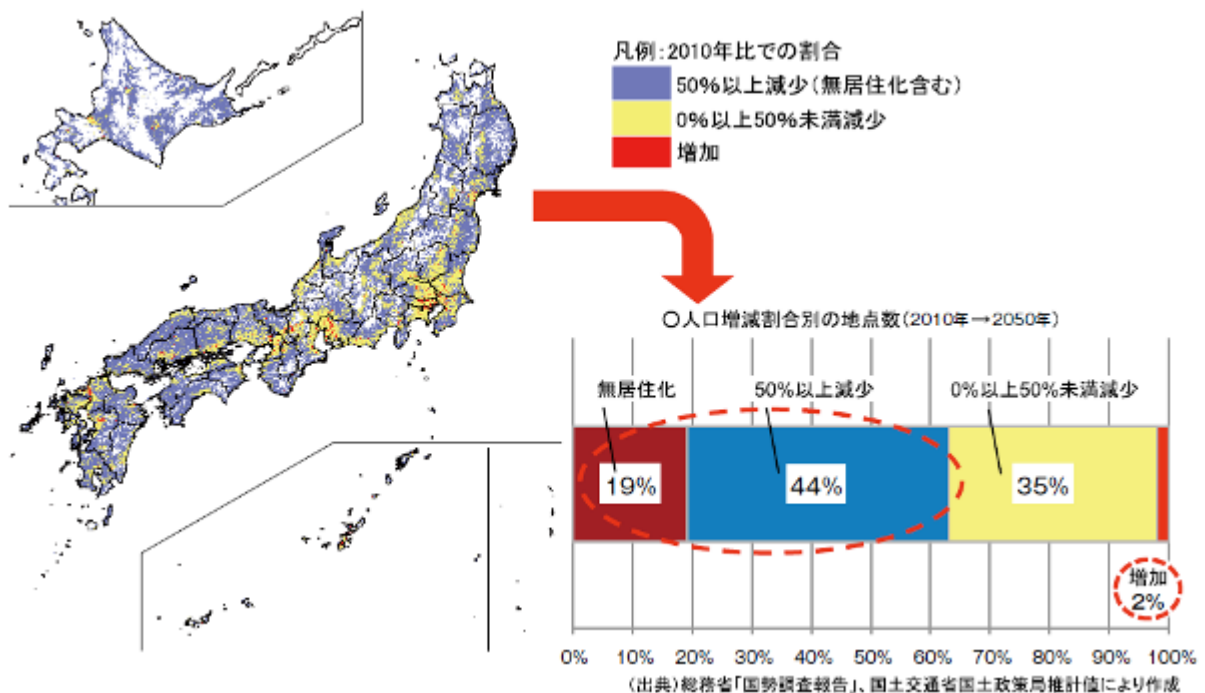 凡例:2010年比での割合
50%以上減少(無居住化含む)
0%以上50%未満減少
増加
〇人口増減割合別の地点数(2010年→2050年)
無居住化
50%以上減少
0%以上50%未満減少
19%
44%
35%
増加
2%
0%
10%
20%
30%
40%
50%
60%
70%
80%
90%
100%
(出典)総務省「国勢調査報告」、国土交通省国土政策局推計値により作成